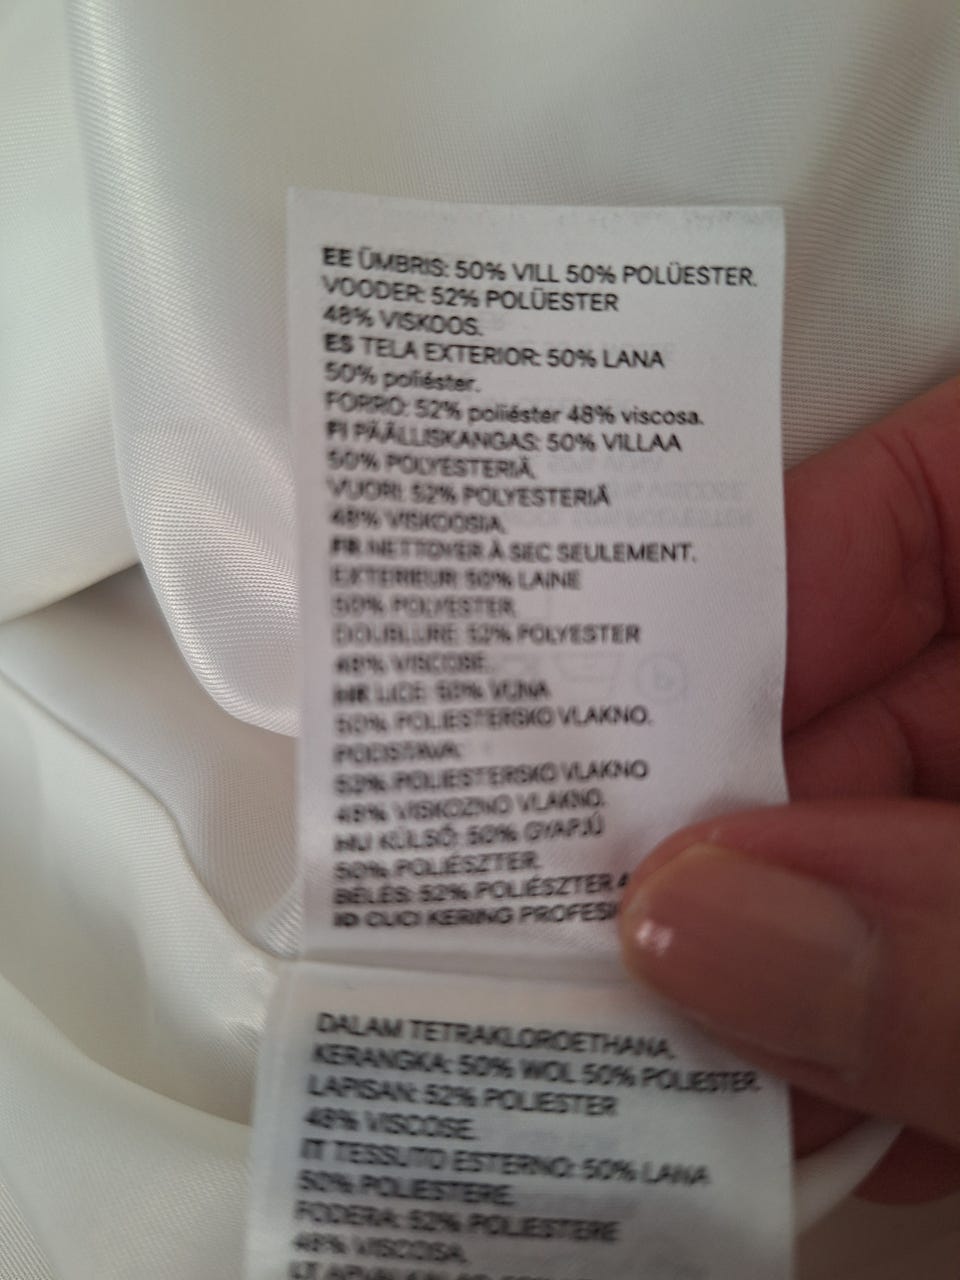 EE ÜMBRIS: 50% VILL 50% POLÜESTER.
VOODER: 52% POLÜESTER
48% VISKOOS.
ES TELA EXTERIOR: 50% LANA
50% poliéster.
FORRO: 52% poliéster 48% viscosa.
FI PÄÄLLISKANGAS: 50% VILLAA
50% POLYESTERIÄ.
VUORI: 52% POLYESTERIÄ
48% VISKOOSIA.
FR NETTOYER À SEC SEULEMENT.
EXTERIEUR: 50% LAINE
50% POLYESTER.
DOUBLURE: 52% POLYESTER
48% VISCOSE.
HR LICE: 50% VUNA
50% POLIESTERSKO VLAKNO.
PODSTAVA:
52% POLIESTERSKO VLAKNO
48% VISKOZNO VLAKNO.
HU KÜLSŐ: 50% GYAPJÚ
50% POLIÉSZTER.
BÉLÉS: 52% POLIÉSZTER
ID CUCI KERING
DALAM TETRAKLOROETHANA.
KERANGKA: 50% WOL 50% POLIESTER.
LAPISAN: 52% POLIESTER
48% VISCOSE.
IT TESSUTO ESTERNO: 50% LANA
50% POLIESTERE.
FODERA: 52% POLIESTERE
48% VISCOSA.